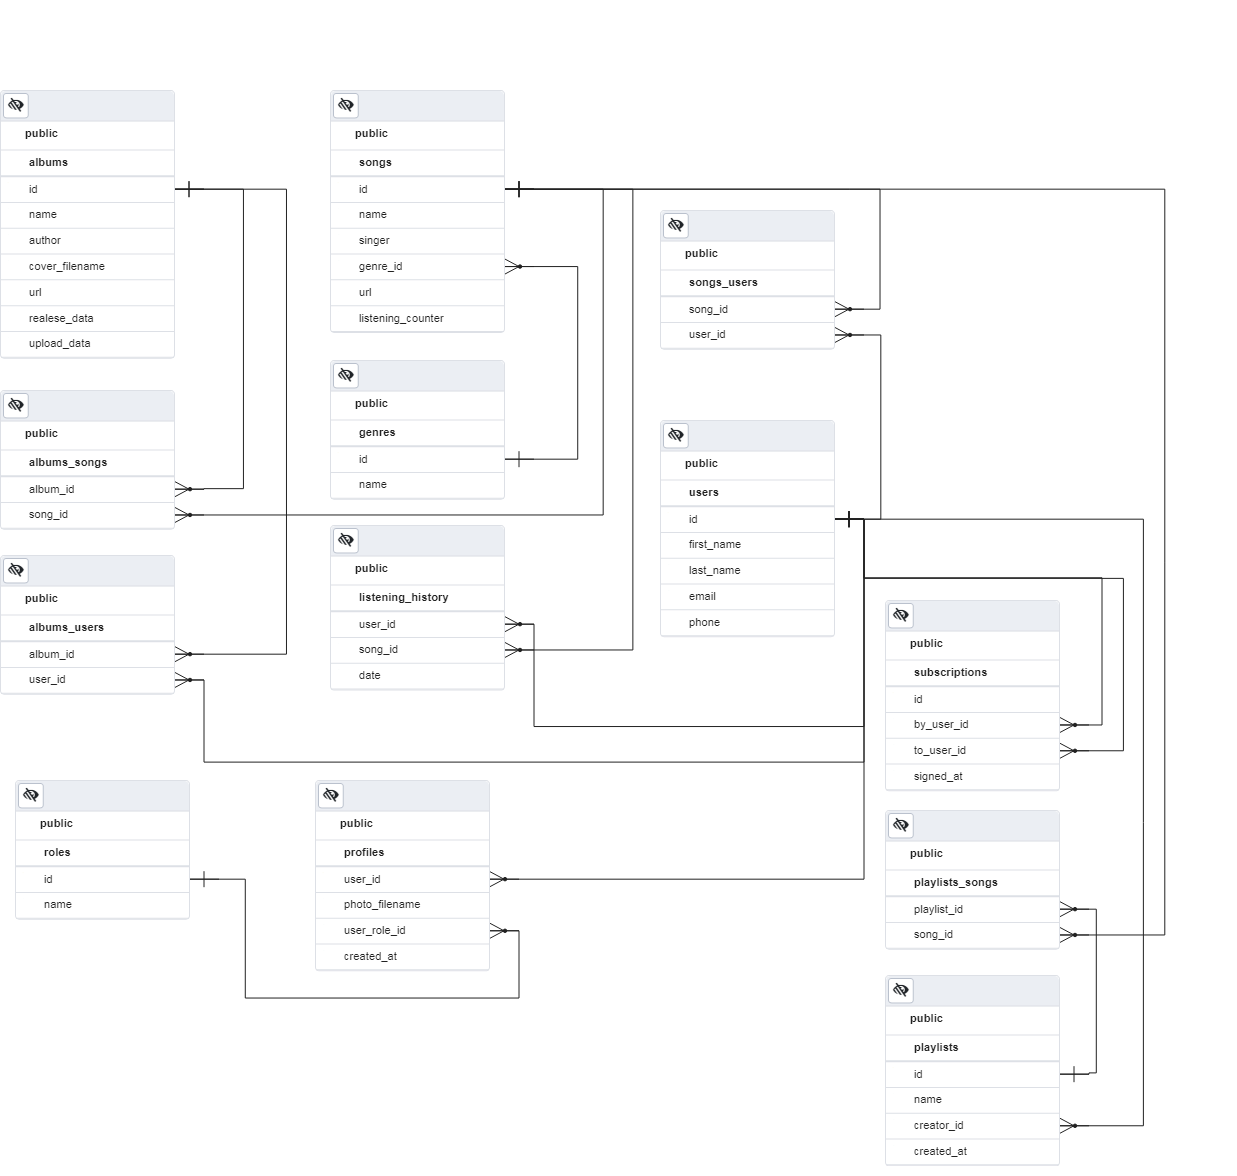 public
albums
id
name
author
cover_filename
url
realese_data
upload_data
public
albums_songs
album_id
song_id
public
albums_users
album_id
user_id
public
songs
id
name
singer
genre_id
url
listening_counter
public
genres
id
name
public
listening_history
user_id
song_id
date
public
songs_users
song_id
user_id
public
users
id
first_name
last_name
email
phone
public
subscriptions
id
by_user_id
to_user_id
signed_at
public
roles
id
name
public
profiles
user_id
photo_filename
user_role_id
created_at
public
playlists_songs
playlist_id
song_id
public
playlists
id
name
creator_id
created_at